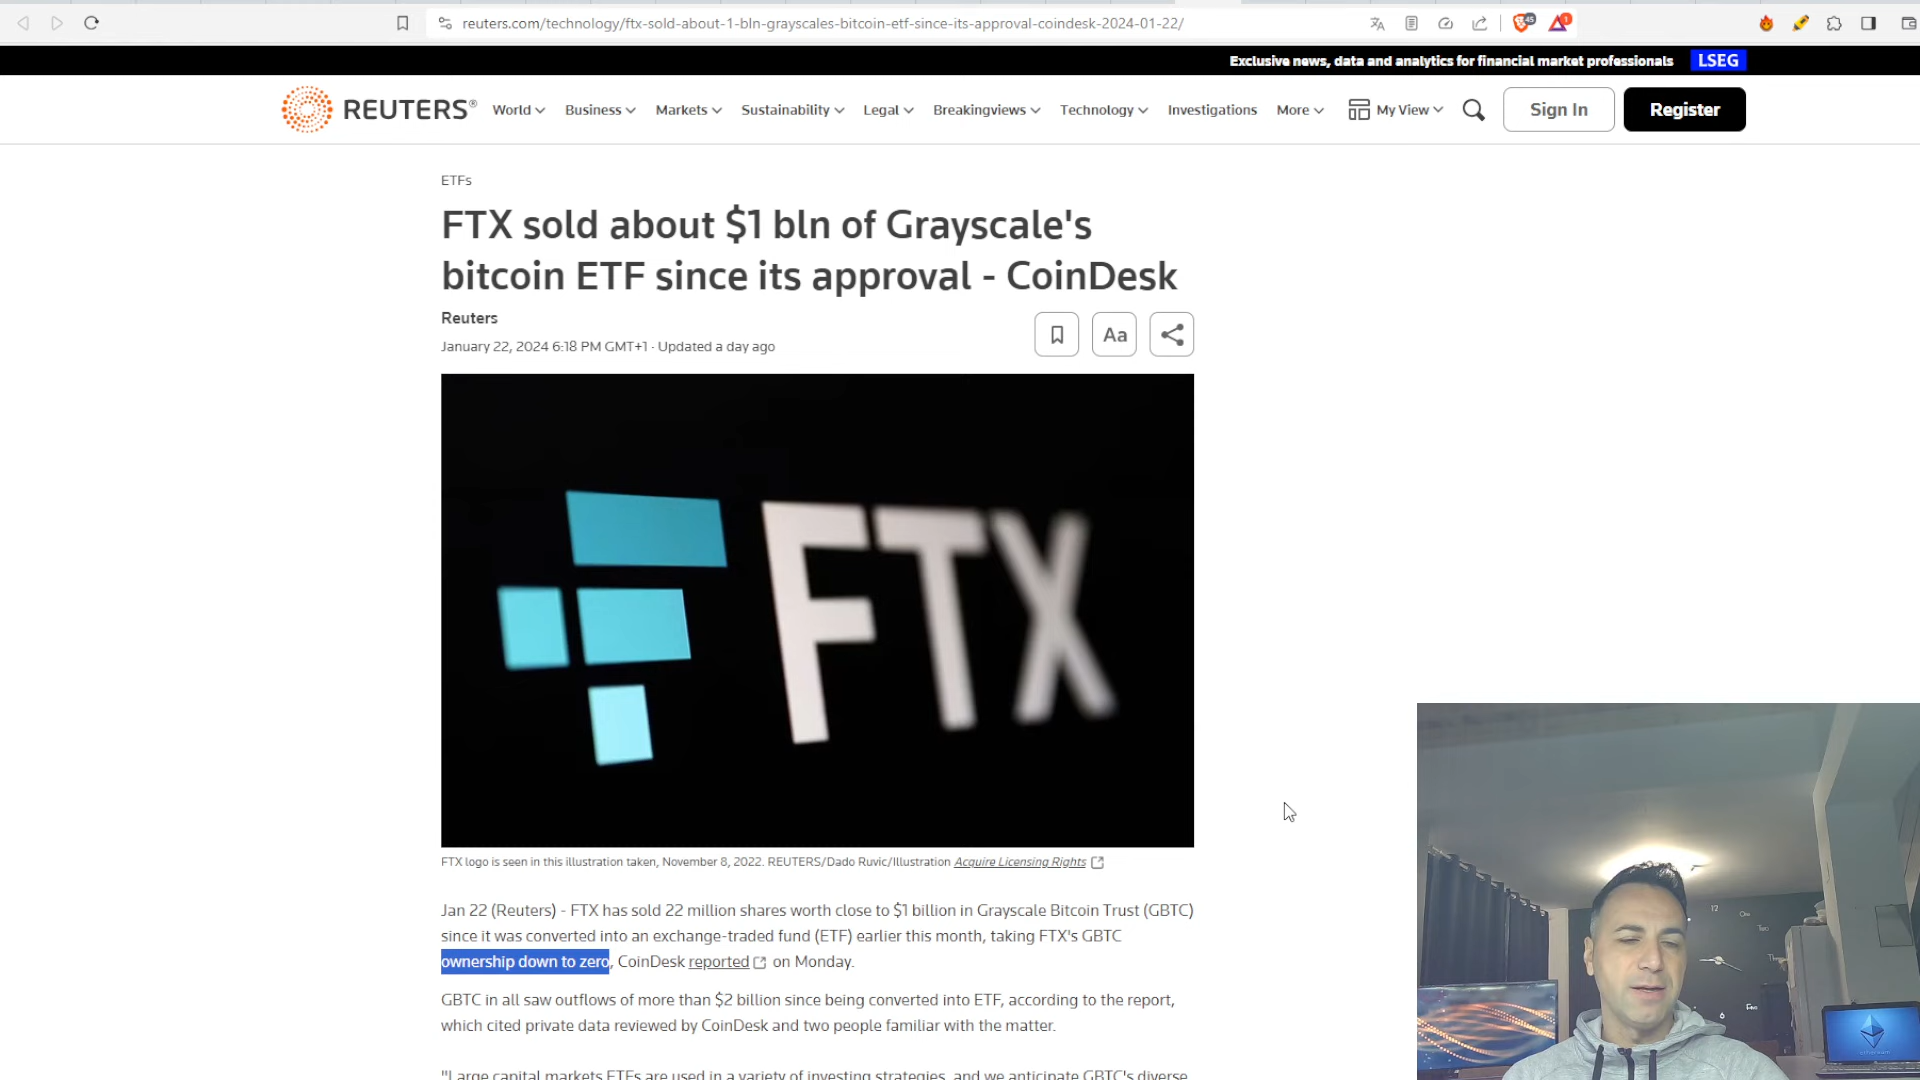 reuters.com/technology/ftx-sold-about-1-bln-grayscales-bitcoin-etf-since-its-approval-coindesk-2024-01-22/
45
1
Exclusive news, data and analytics for financial market professionals LSEG
REUTERS® World Business Markets Sustainability Legal Breakingviews Technology Investigations More My View Sign In Register
ETFs
FTX sold about $1 bln of Grayscale's
bitcoin ETF since its approval - CoinDesk
Reuters
January 22, 2024 6:18 PM GMT+1 · Updated a day ago
Aa
FTX
FTX logo is seen in this illustration taken, November 8, 2022. REUTERS/Dado Ruvic/Illustration Acquire Licensing Rights
Jan 22 (Reuters) - FTX has sold 22 million shares worth close to $1 billion in Grayscale Bitcoin Trust (GBTC)
since it was converted into an exchange-traded fund (ETF) earlier this month, taking FTX's GBTC
ownership down to zero, CoinDesk reported on Monday.
GBTC in all saw outflows of more than $2 billion since being converted into ETF, according to the report,
which cited private data reviewed by CoinDesk and two people familiar with the matter.
"Large capital markets ETFs are used in a variety of investing strategies, and we anticipate GBTC's diverse